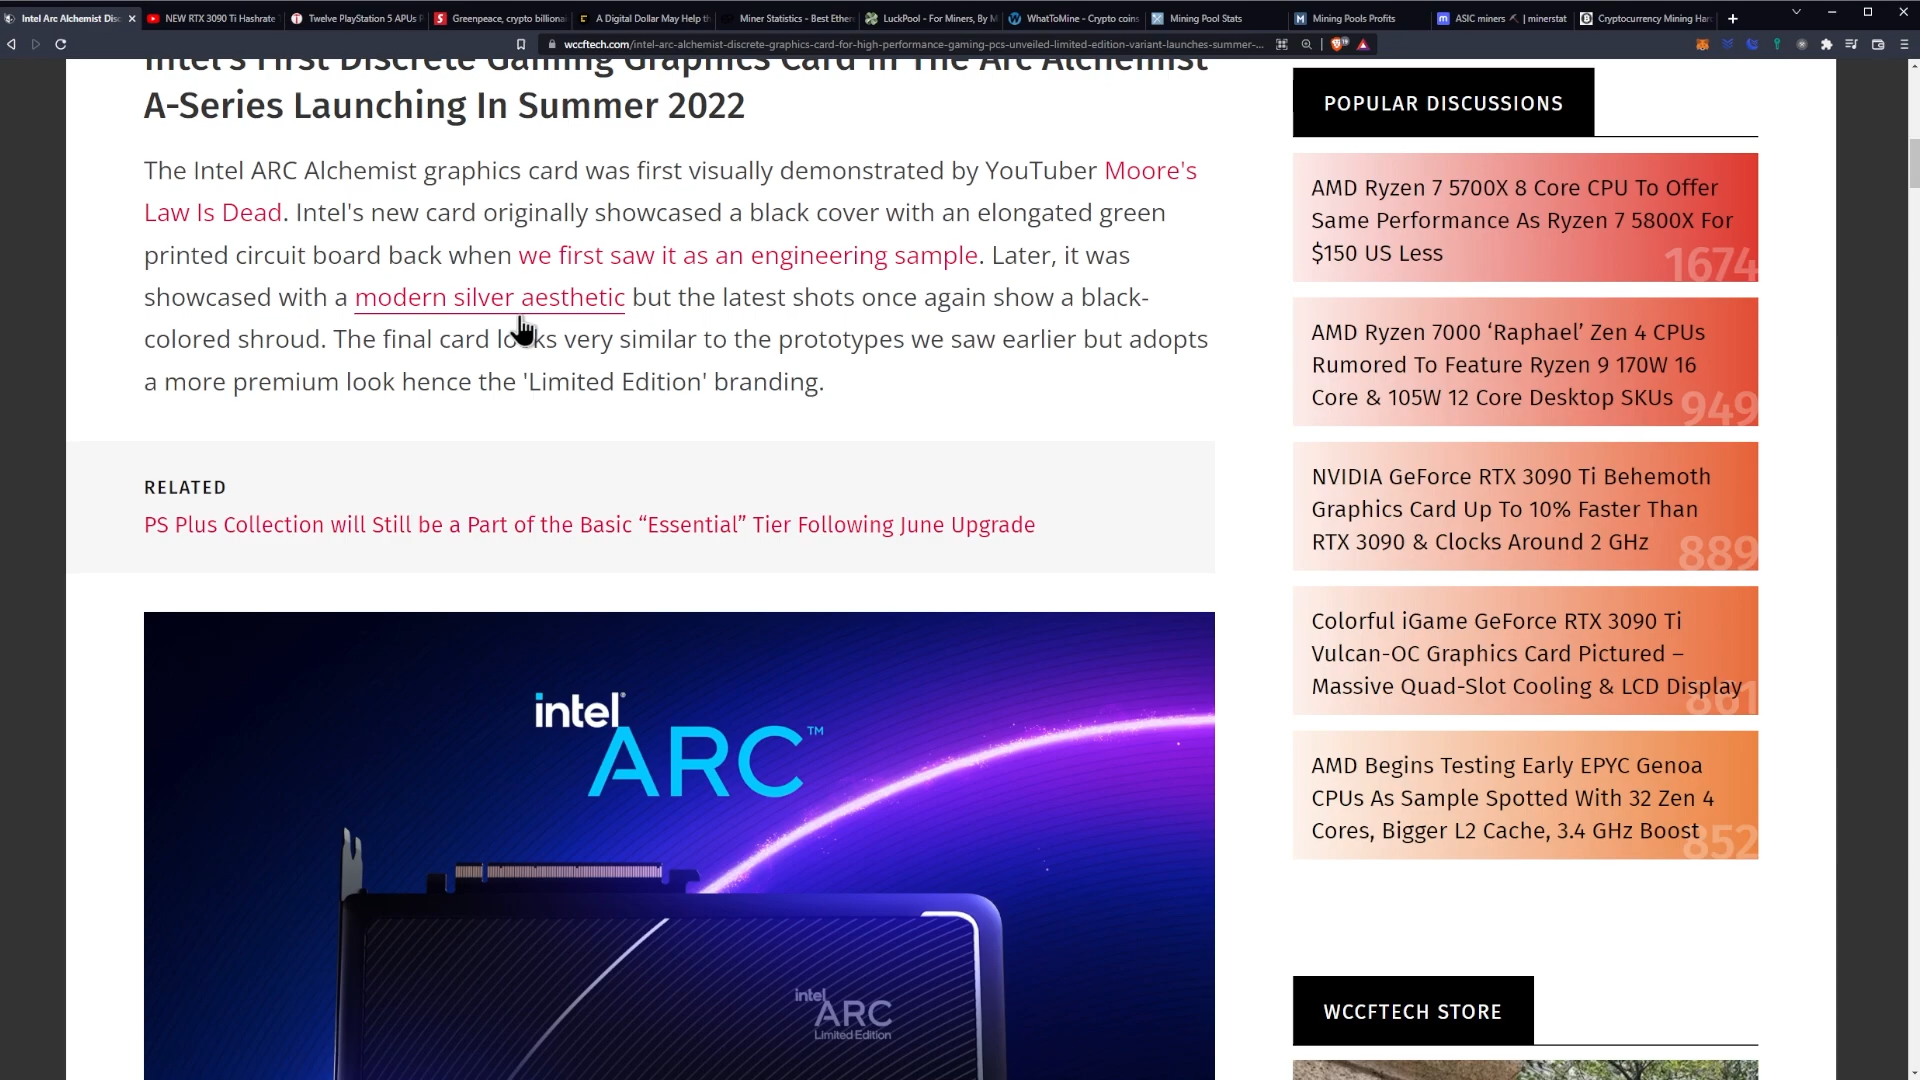 Intel Arc Alchemist Disc
NEW RTX 3090 Ti Hashrate
Twelve PlayStation 5 APUs P
Greenpeace, crypto billionai
A Digital Dollar May Help th
Miner Statistics - Best Ether
LuckPool - For Miners, By M
WhatToMine - Crypto coins
Mining Pool Stats
Mining Pools Profits
ASIC miners | minerstat
Cryptocurrency Mining Har
wccftech.com/intel-arc-alchemist-discrete-graphics-card-for-high-performance-gaming-pcs-unveiled-limited-edition-variant-launches-summer-...
Intel's First Discrete Gaming Graphics Card In The Arc Alchemist
A-Series Launching In Summer 2022
The Intel ARC Alchemist graphics card was first visually demonstrated by YouTuber Moore's
Law Is Dead. Intel's new card originally showcased a black cover with an elongated green
printed circuit board back when we first saw it as an engineering sample. Later, it was
showcased with a modern silver aesthetic but the latest shots once again show a black-
colored shroud. The final card looks very similar to the prototypes we saw earlier but adopts
a more premium look hence the 'Limited Edition' branding.
RELATED
PS Plus Collection will Still be a Part of the Basic “Essential” Tier Following June Upgrade
intel
ARC™
intel
ARC
Limited Edition
POPULAR DISCUSSIONS
AMD Ryzen 7 5700X 8 Core CPU To Offer
Same Performance As Ryzen 7 5800X For
$150 US Less
1674
AMD Ryzen 7000 ‘Raphael’ Zen 4 CPUs
Rumored To Feature Ryzen 9 170W 16
Core & 105W 12 Core Desktop SKUs
949
NVIDIA GeForce RTX 3090 Ti Behemoth
Graphics Card Up To 10% Faster Than
RTX 3090 & Clocks Around 2 GHz
889
Colorful iGame GeForce RTX 3090 Ti
Vulcan-OC Graphics Card Pictured –
Massive Quad-Slot Cooling & LCD Display
861
AMD Begins Testing Early EPYC Genoa
CPUs As Sample Spotted With 32 Zen 4
Cores, Bigger L2 Cache, 3.4 GHz Boost
852
WCCFTECH STORE